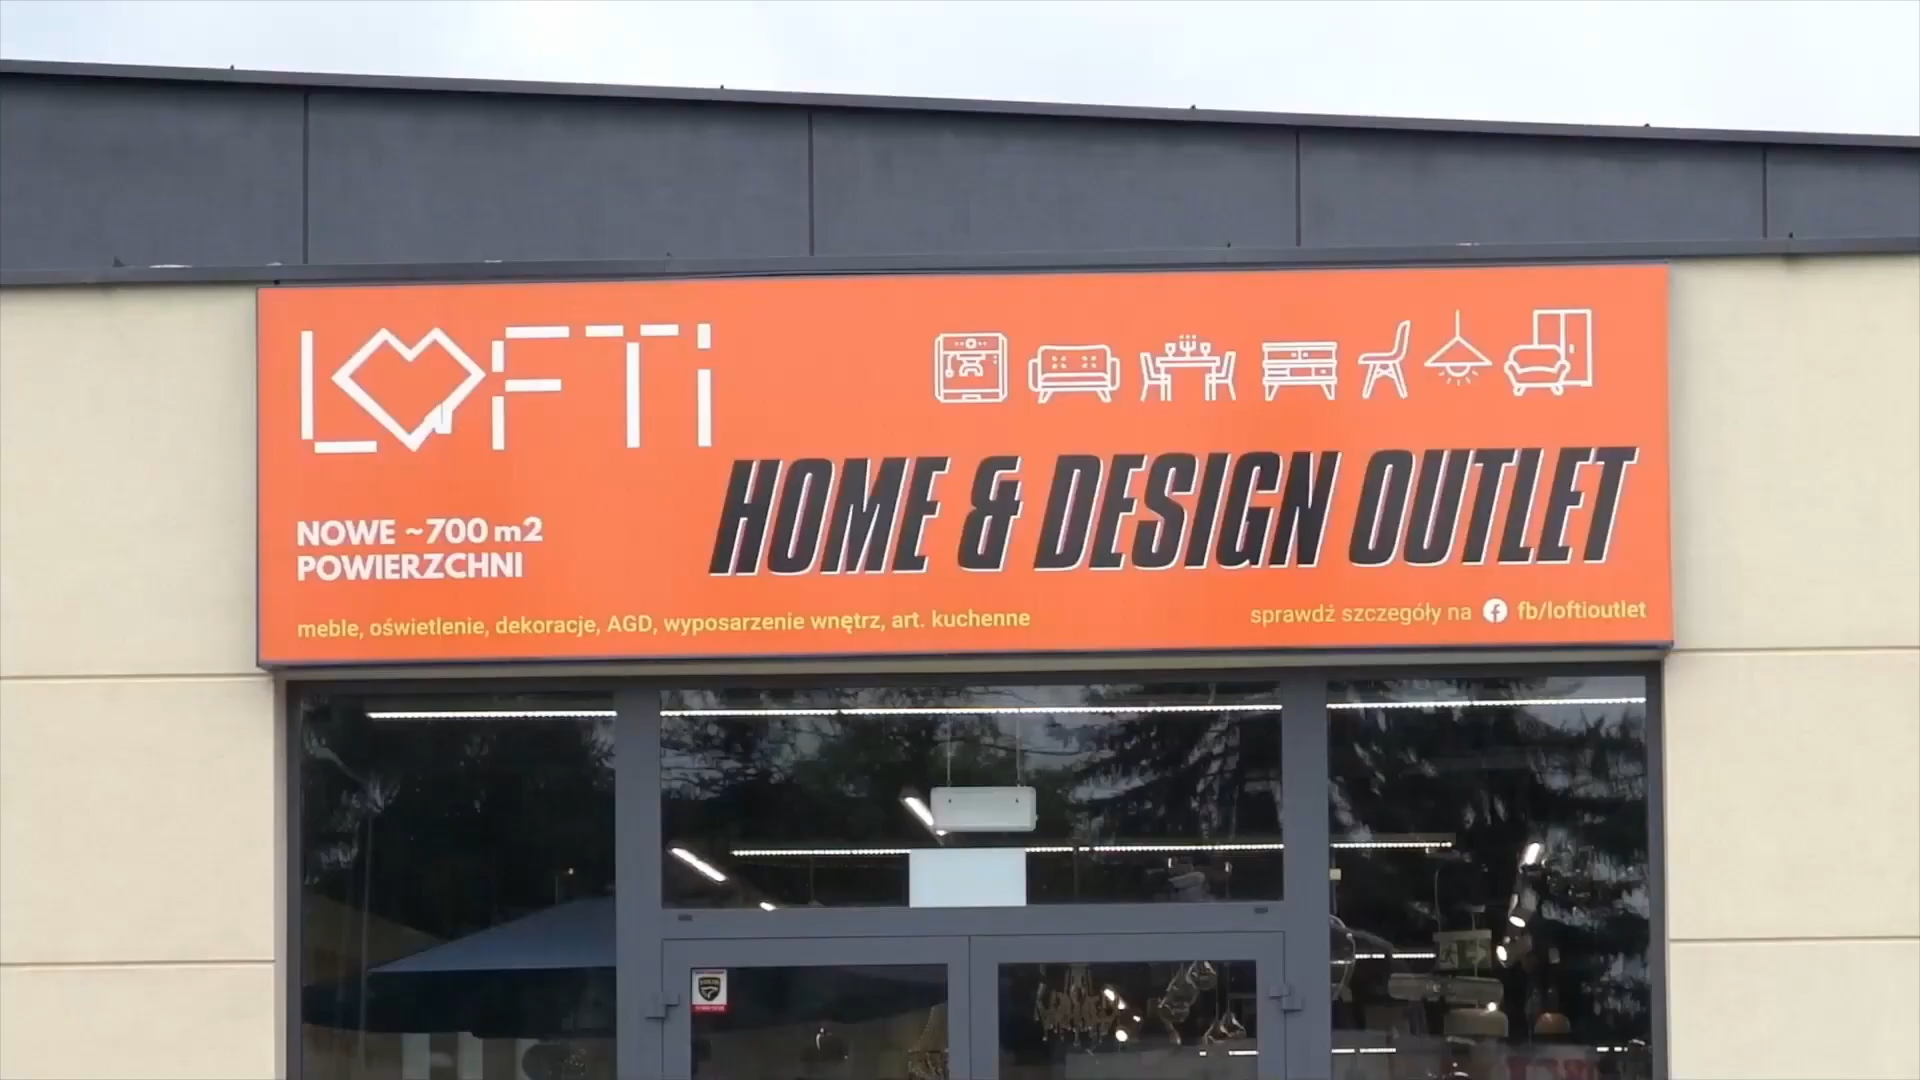 LOFTi
HOME & DESIGN OUTLET
NOWE ~700 m2
POWIERZCHNI
meble, oświetlenie, dekoracje, AGD, wyposarzenie wnętrz, art. kuchenne
sprawdź szczegóły na fb/loftioutlet